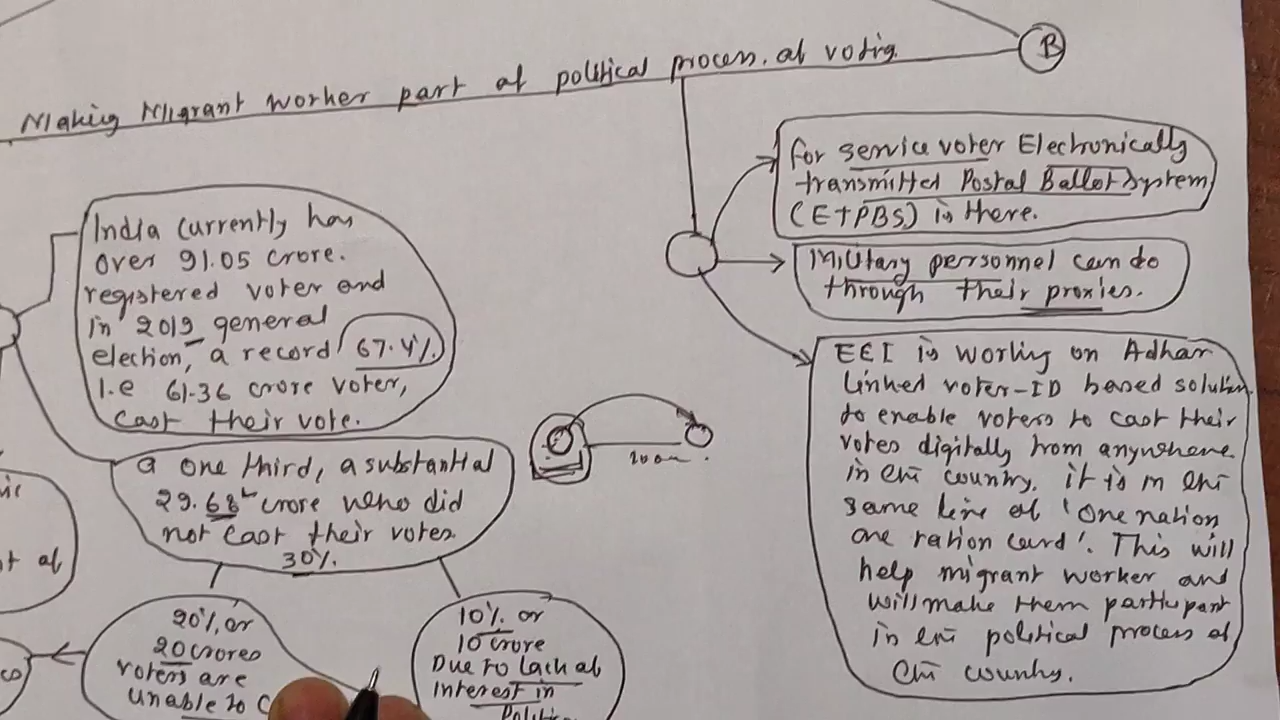 B
Making Migrant worker part of political process. of voting
India currently has
over 91.05 crore.
registered voter and
in 2019 general
election, a record 67.4%.
I.e 61.36 crore voter,
cast their vote.
a one third, a substantial
29.68 crore who did
not cast their votes.
30%.
20%, or
20 crores
voters are
unable to
10%. or
10 crore
Due to lack of
Interest in
for service voter Electronically
transmitted Postal Ballot System
(ETPBS) is there.
Military personnel can do
through their proxies.
ECI is working on Adhar
linked voter-ID based solution
to enable voters to cast their
votes digitally from anywhere
in the country. it is in the
same line of 'one nation
one ration card'. This will
help migrant worker and
will make them participant
in the political process of
the country.